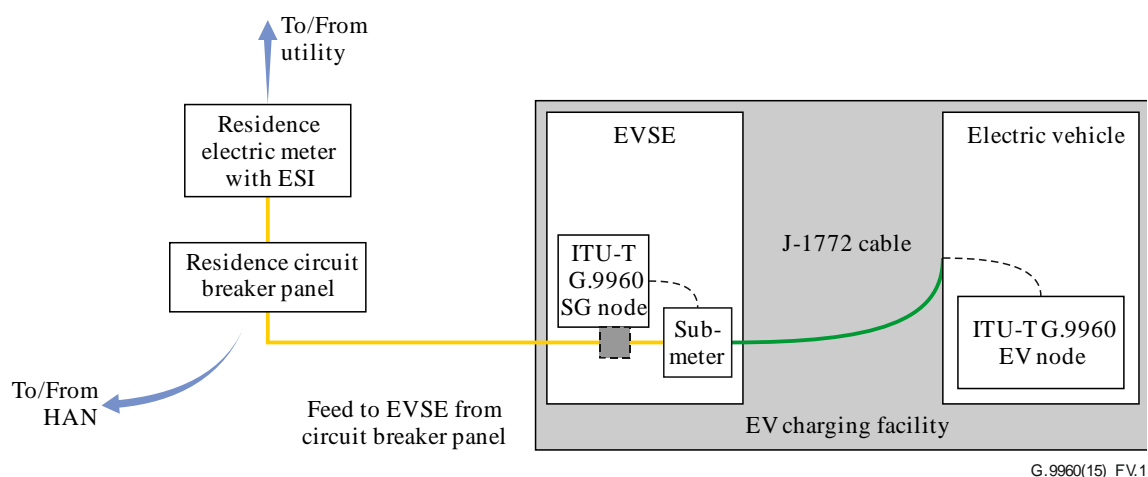 To/From
utility
Residence
electric meter
with ESI
Residence circuit
breaker panel
To/From
HAN
Feed to EVSE from
circuit breaker panel
EVSE
ITU-T
G.9960
SG node
Sub-
meter
J-1772 cable
Electric vehicle
ITU-T G.9960
EV node
EV charging facility
G.9960(15)_FV.1